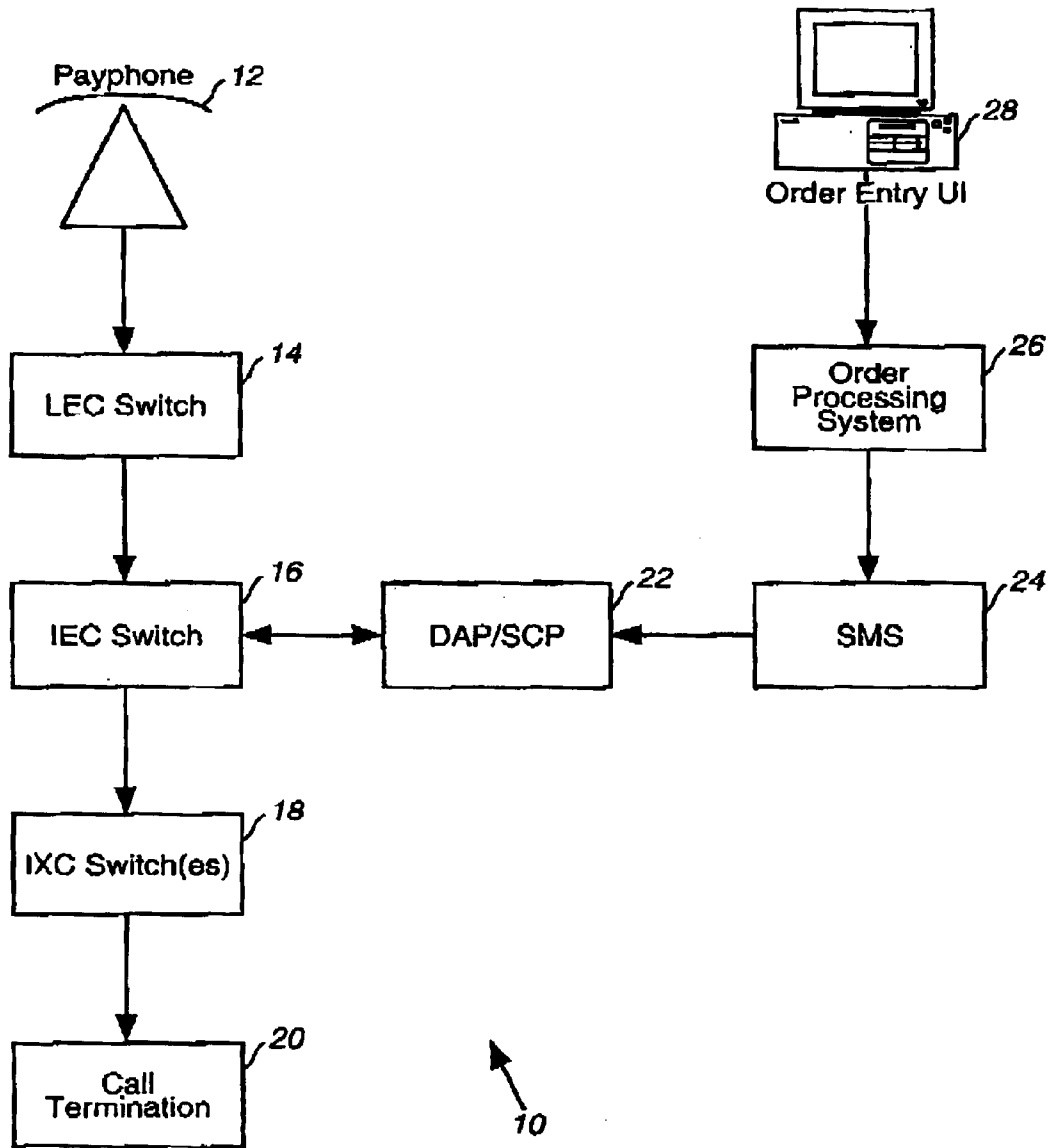 Payphone
12
28
Order Entry UI
14
LEC Switch
26
Order
Processing
System
16
IEC Switch
22
DAP/SCP
24
SMS
18
IXC Switch(es)
20
Call
Termination
10